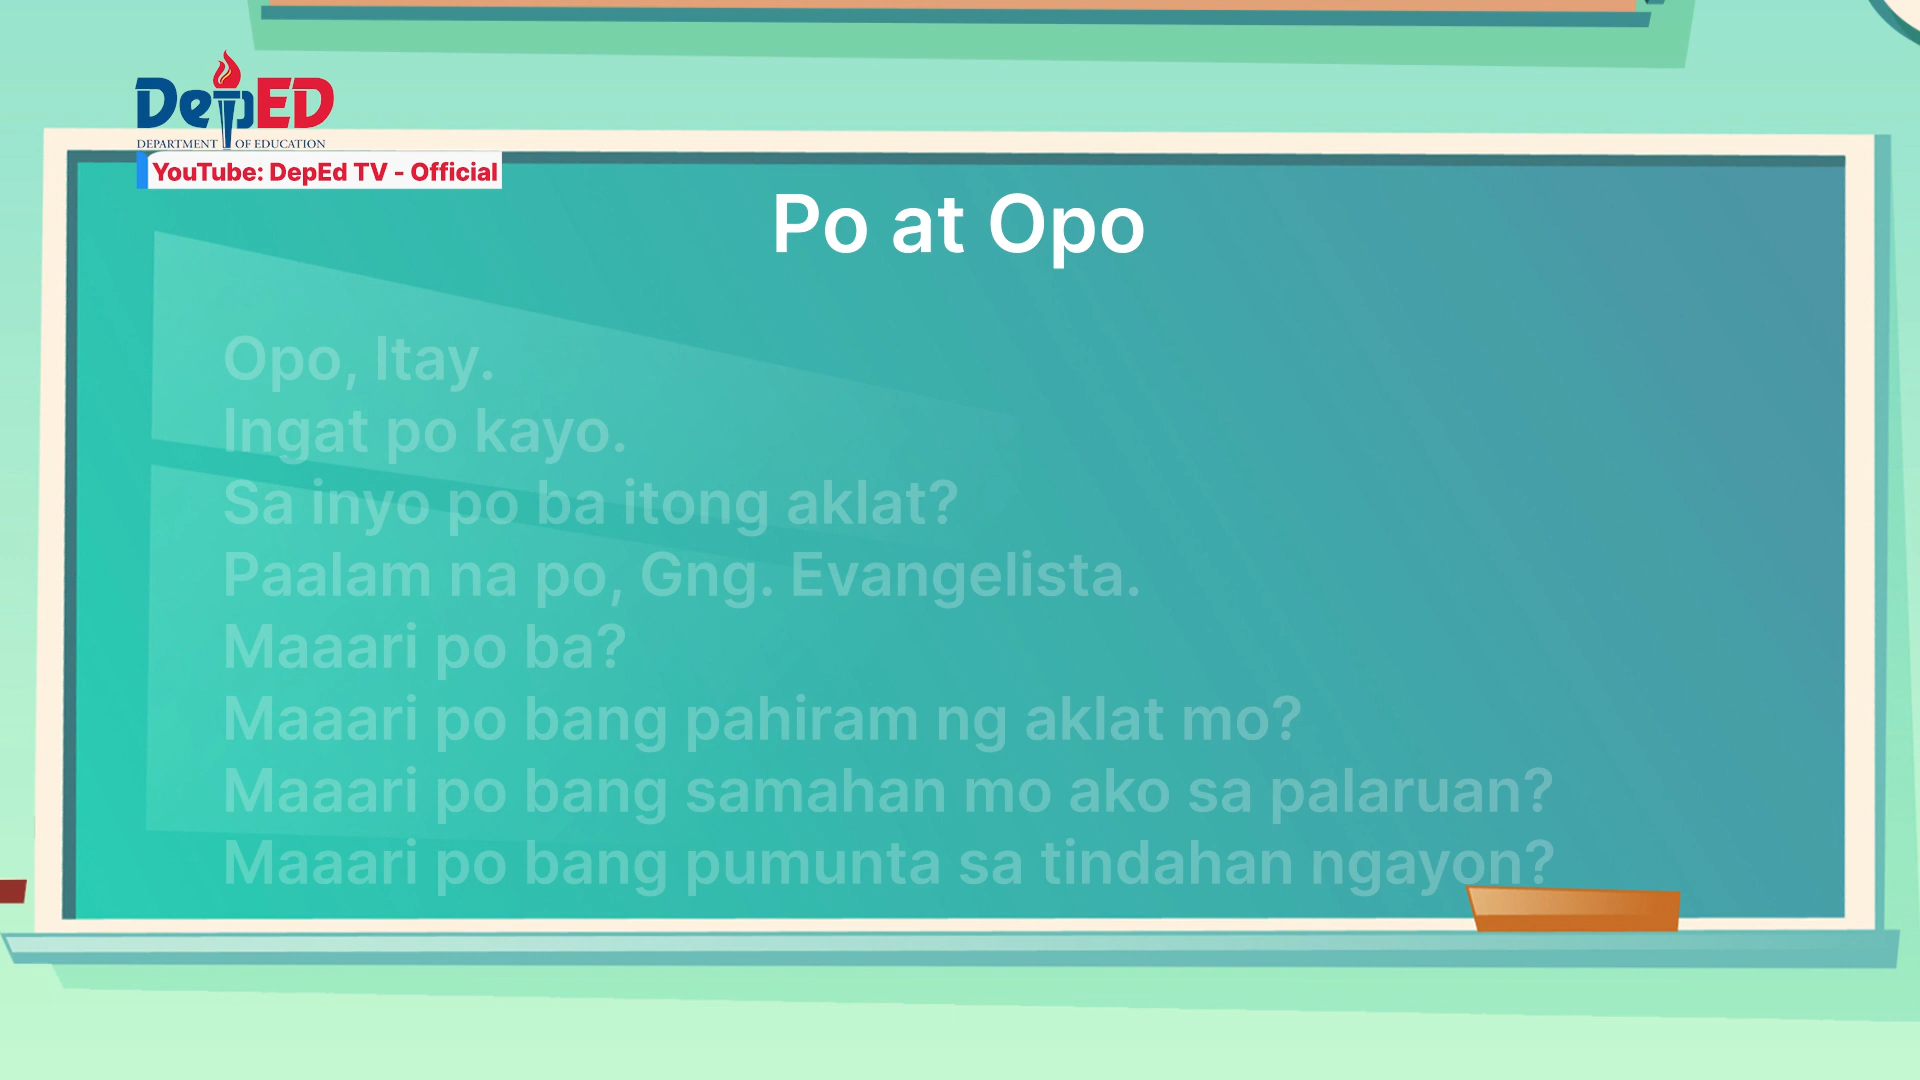 DepED
DEPARTMENT OF EDUCATION
YouTube: DepEd TV - Official
Po at Opo
Opo, Itay.
Ingat po kayo.
Sa inyo po ba itong aklat?
Paalam na po, Gng. Evangelista.
Maaari po ba?
Maaari po bang pahiram ng aklat mo?
Maaari po bang samahan mo ako sa palaruan?
Maaari po bang pumunta sa tindahan ngayon?